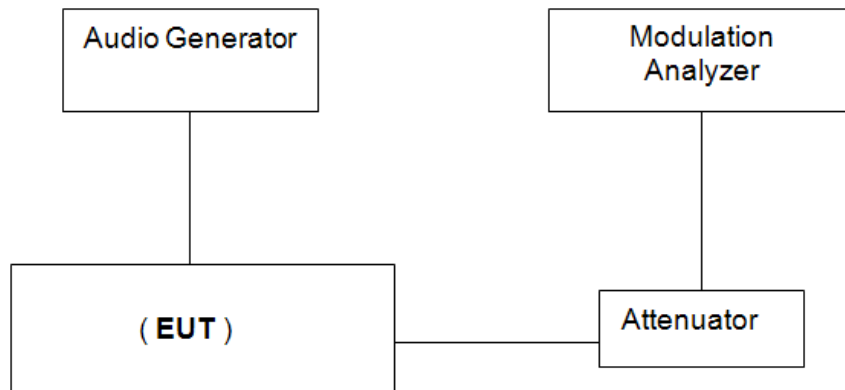 Audio Generator
Modulation
Analyzer
( EUT )
Attenuator